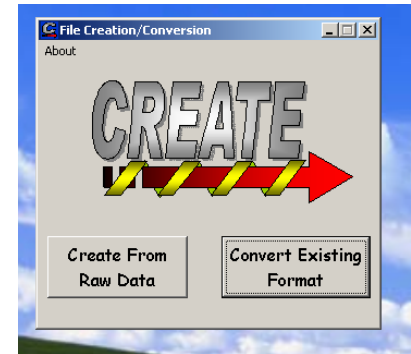 File Creation/Conversion
About
CREATE
Create From
Raw Data
Convert Existing
Format